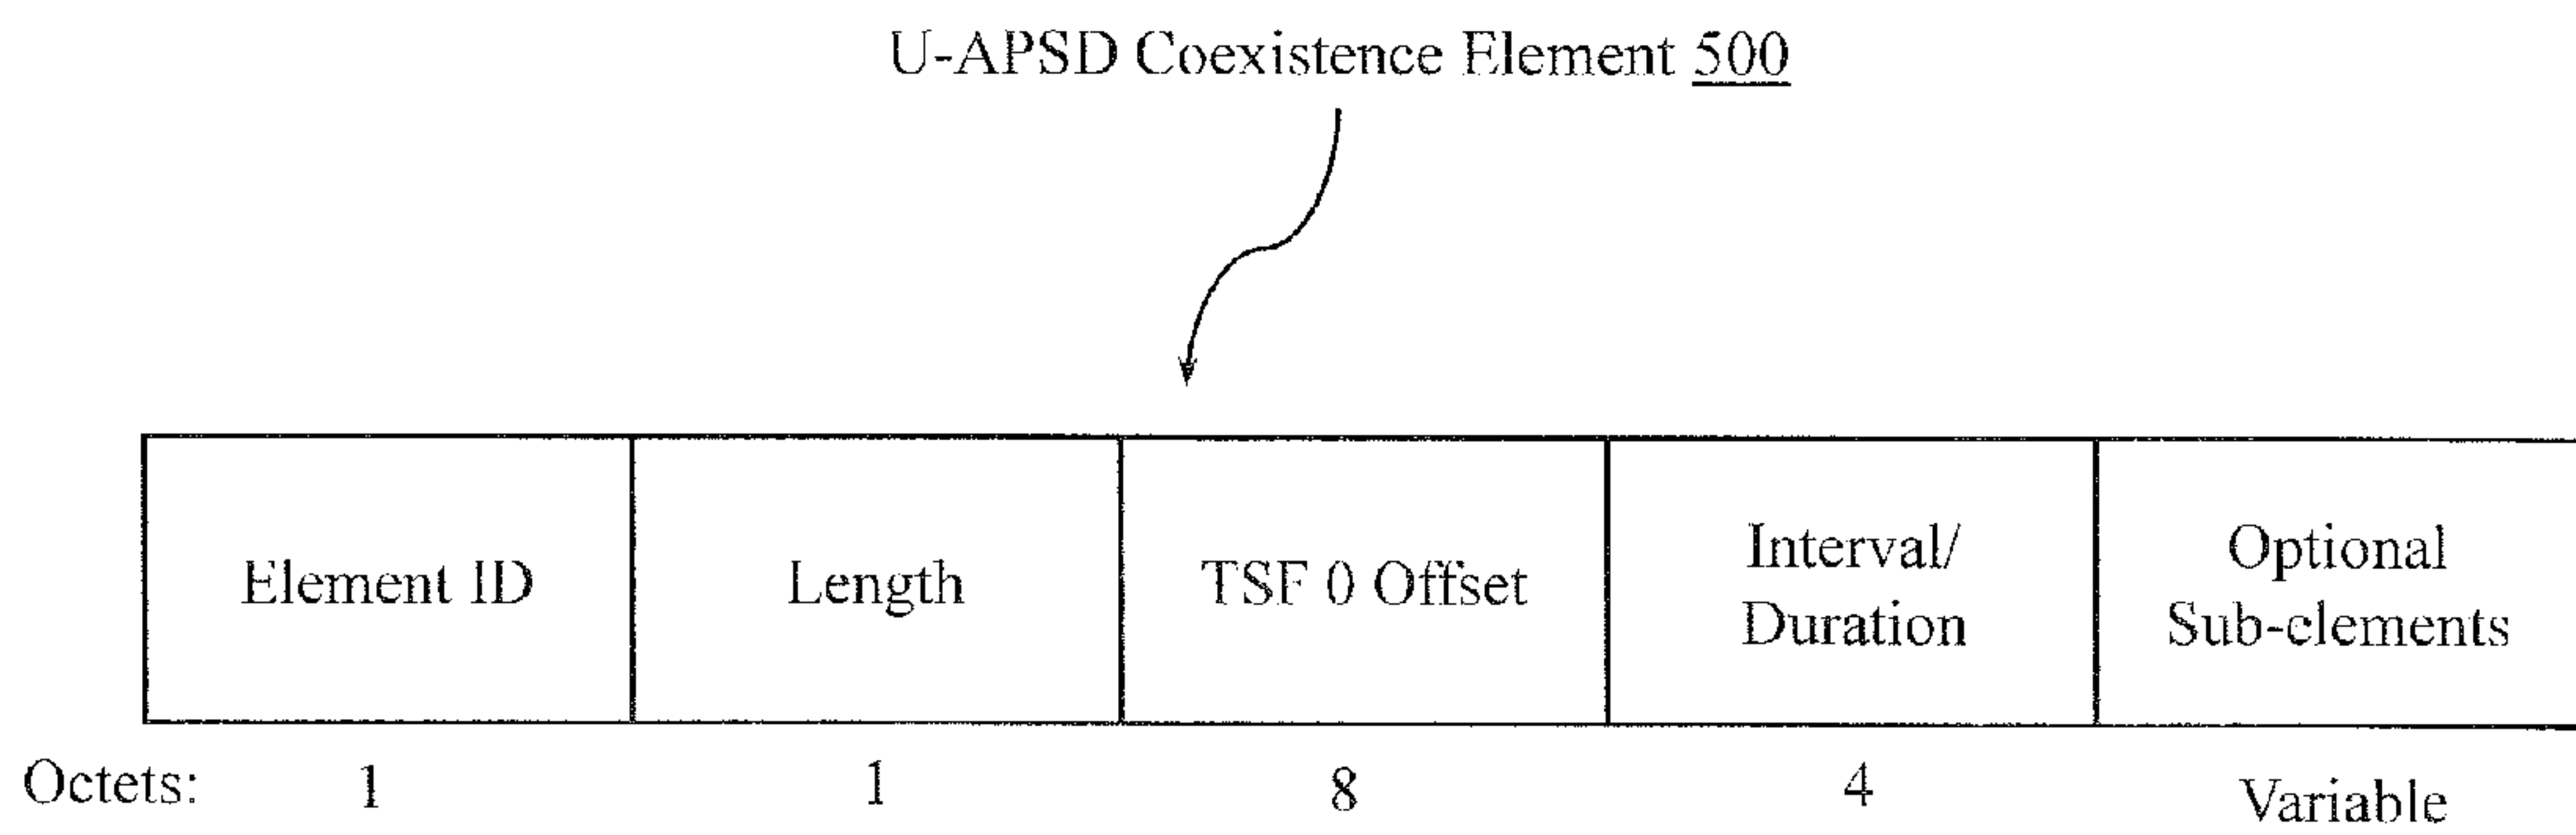 U-APSD Coexistence Element 500
Element ID
Length
TSF 0 Offset
Interval/
Duration
Optional
Sub-elements
Octets: 1 1 8 4 Variable